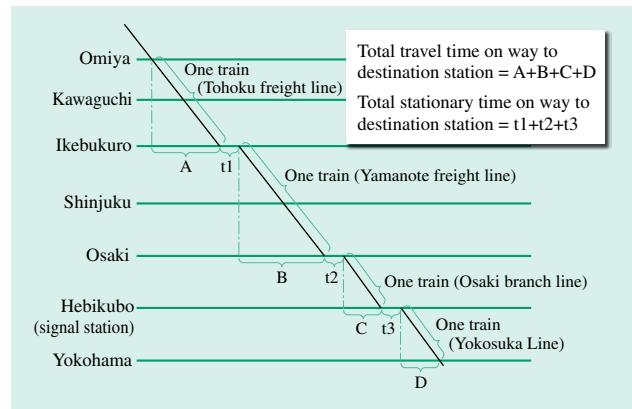 Omiya
Kawaguchi
Ikebukuro
Shinjuku
Osaki
Hebikubo
(signal station)
Yokohama
One train
(Tohoku freight line)
Total travel time on way to
destination station = A+B+C+D
Total stationary time on way to
destination station = t1+t2+t3
A
t1
One train (Yamanote freight line)
B
t2
One train (Osaki branch line)
C
t3
One train
(Yokosuka Line)
D